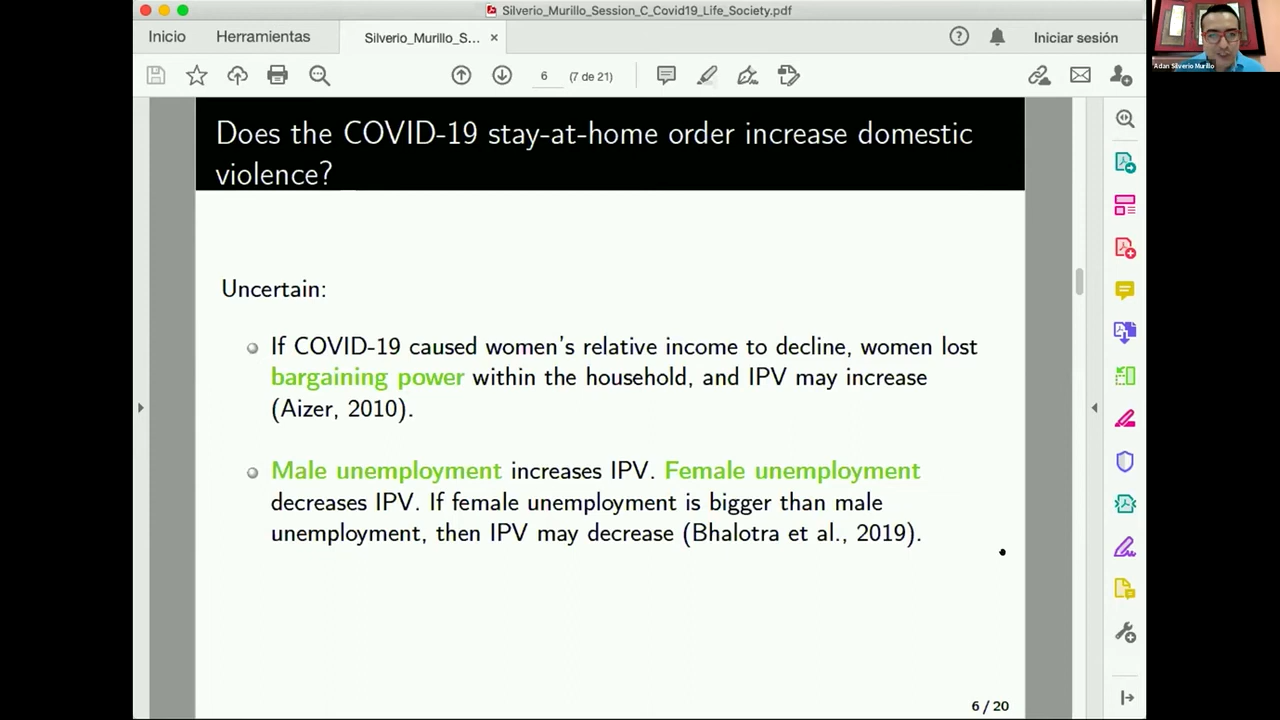 Silverio_Murillo_Session_C_Covid19_Life_Society.pdf
Inicio
Herramientas
Silverio_Murillo_S...
Iniciar sesión
6
(7 de 21)
Adan Silverio Murillo
Does the COVID-19 stay-at-home order increase domestic
violence?
Uncertain:
If COVID-19 caused women's relative income to decline, women lost
bargaining power within the household, and IPV may increase
(Aizer, 2010).
Male unemployment increases IPV. Female unemployment
decreases IPV. If female unemployment is bigger than male
unemployment, then IPV may decrease (Bhalotra et al., 2019).
6 / 20